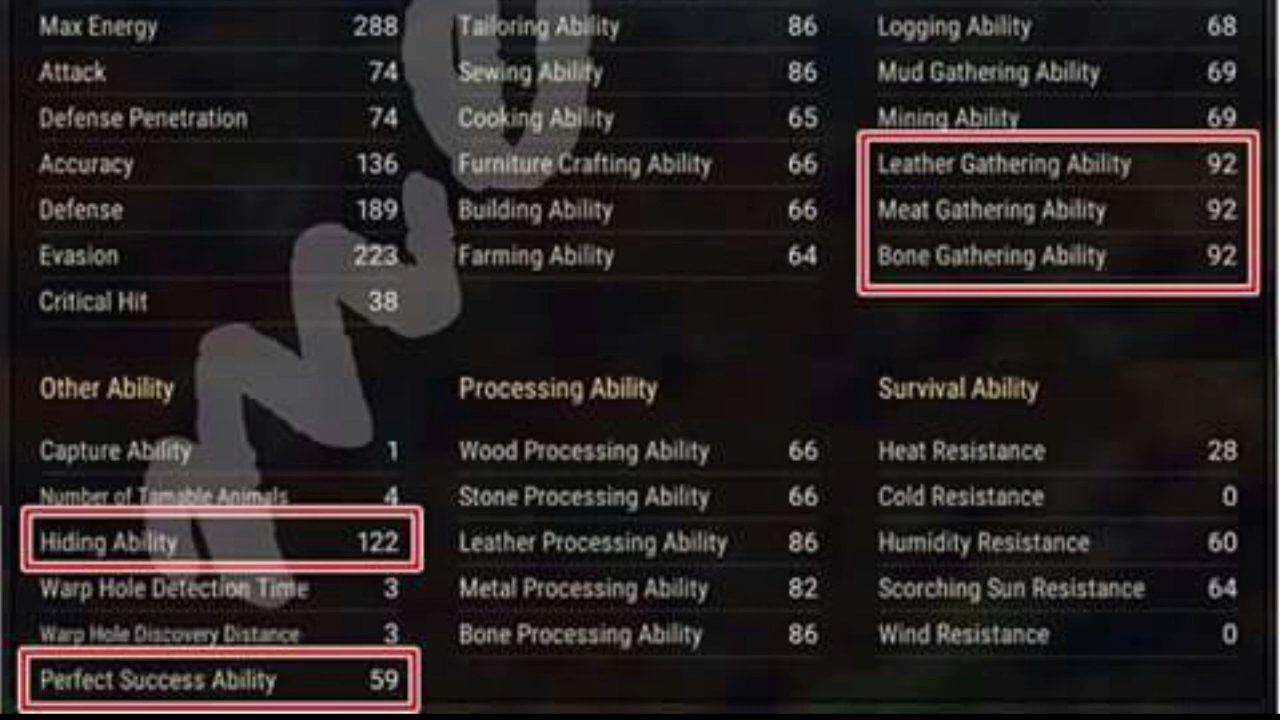 Max Energy 288
Attack 74
Defense Penetration 74
Accuracy 136
Defense 189
Evasion 223
Critical Hit 38
Tailoring Ability 86
Sewing Ability 86
Cooking Ability 65
Furniture Crafting Ability 66
Building Ability 66
Farming Ability 64
Logging Ability 68
Mud Gathering Ability 69
Mining Ability 69
Leather Gathering Ability 92
Meat Gathering Ability 92
Bone Gathering Ability 92
Other Ability
Capture Ability 1
Number of Tamable Animals 4
Hiding Ability 122
Warp Hole Detection Time 3
Warp Hole Discovery Distance 3
Perfect Success Ability 59
Processing Ability
Wood Processing Ability 66
Stone Processing Ability 66
Leather Processing Ability 86
Metal Processing Ability 82
Bone Processing Ability 86
Survival Ability
Heat Resistance 28
Cold Resistance 0
Humidity Resistance 60
Scorching Sun Resistance 64
Wind Resistance 0